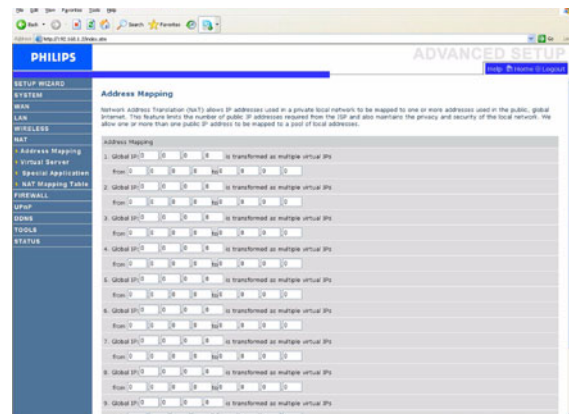 File Edit View Favorites Tools Help
Back Search Favorites
Address
Go
PHILIPS
ADVANCED SETUP
Help Home Logout
SETUP WIZARD
SYSTEM
WAN
LAN
WIRELESS
NAT
Address Mapping
Virtual Server
Special Application
NAT Mapping Table
FIREWALL
UPnP
DDNS
TOOLS
STATUS
Address Mapping
Network Address Translation (NAT) allows IP addresses used in a private local network to be mapped to one or more addresses used in the public, global
Internet. This feature limits the number of public IP addresses required from the ISP and also maintains the privacy and security of the local network. We
allow one or more than one public IP address to be mapped to a pool of local addresses.
Address Mapping
1. Global IP: 0 .0 .0 .0 is transformed as multiple virtual IPs
from 0 .0 .0 .0 to 0 .0 .0 .0
2. Global IP: 0 .0 .0 .0 is transformed as multiple virtual IPs
from 0 .0 .0 .0 to 0 .0 .0 .0
3. Global IP: 0 .0 .0 .0 is transformed as multiple virtual IPs
from 0 .0 .0 .0 to 0 .0 .0 .0
4. Global IP: 0 .0 .0 .0 is transformed as multiple virtual IPs
from 0 .0 .0 .0 to 0 .0 .0 .0
5. Global IP: 0 .0 .0 .0 is transformed as multiple virtual IPs
from 0 .0 .0 .0 to 0 .0 .0 .0
6. Global IP: 0 .0 .0 .0 is transformed as multiple virtual IPs
from 0 .0 .0 .0 to 0 .0 .0 .0
7. Global IP: 0 .0 .0 .0 is transformed as multiple virtual IPs
from 0 .0 .0 .0 to 0 .0 .0 .0
8. Global IP: 0 .0 .0 .0 is transformed as multiple virtual IPs
from 0 .0 .0 .0 to 0 .0 .0 .0
9. Global IP: 0 .0 .0 .0 is transformed as multiple virtual IPs